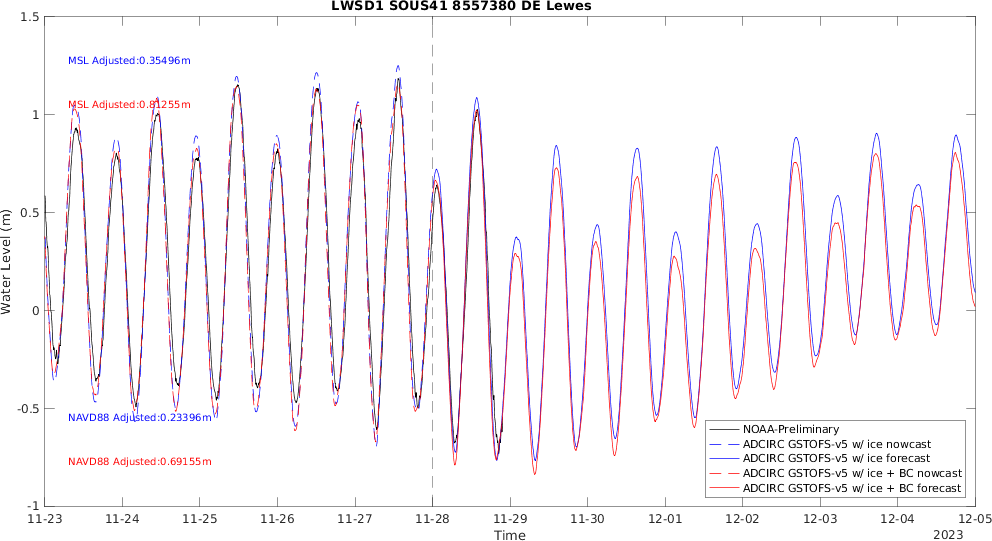 LWSD1 SOUS41 8557380 DE Lewes
1.5
MSL Adjusted:0.35496m
MSL Adjusted:0.81255m
1
0.5
Water Level (m)
0
-0.5
NAVD88 Adjusted:0.23396m
NAVD88 Adjusted:0.69155m
NOAA-Preliminary
ADCIRC GSTOFS-v5 w/ ice nowcast
ADCIRC GSTOFS-v5 w/ ice forecast
ADCIRC GSTOFS-v5 w/ ice + BC nowcast
ADCIRC GSTOFS-v5 w/ ice + BC forecast
-1
11-23 11-24 11-25 11-26 11-27 11-28 11-29 11-30 12-01 12-02 12-03 12-04 12-05
Time
2023